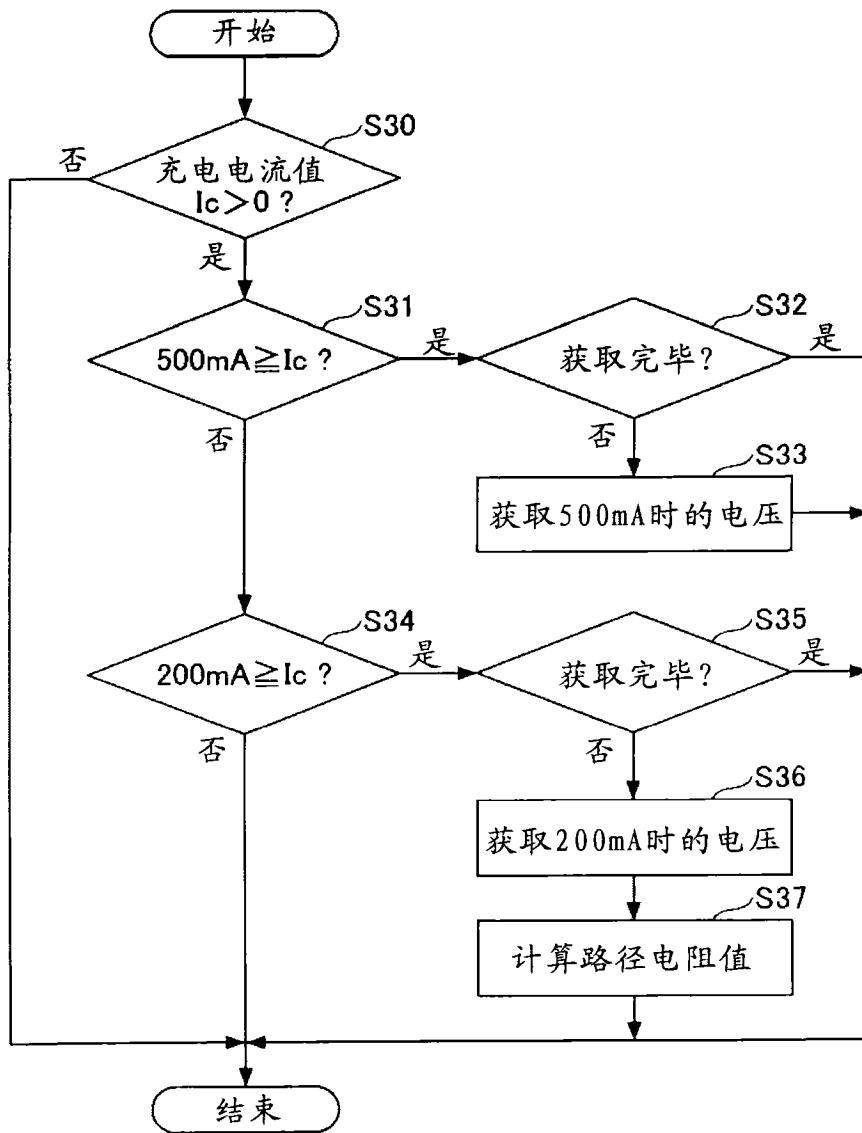 开始
S30
否
充电电流值
Ic＞0？
是
S31
500mA≧Ic？
是
S32
获取完毕？
是
否
否
S33
获取500mA时的电压
S34
200mA≧Ic？
是
S35
获取完毕？
是
否
否
S36
获取200mA时的电压
S37
计算路径电阻值
结束